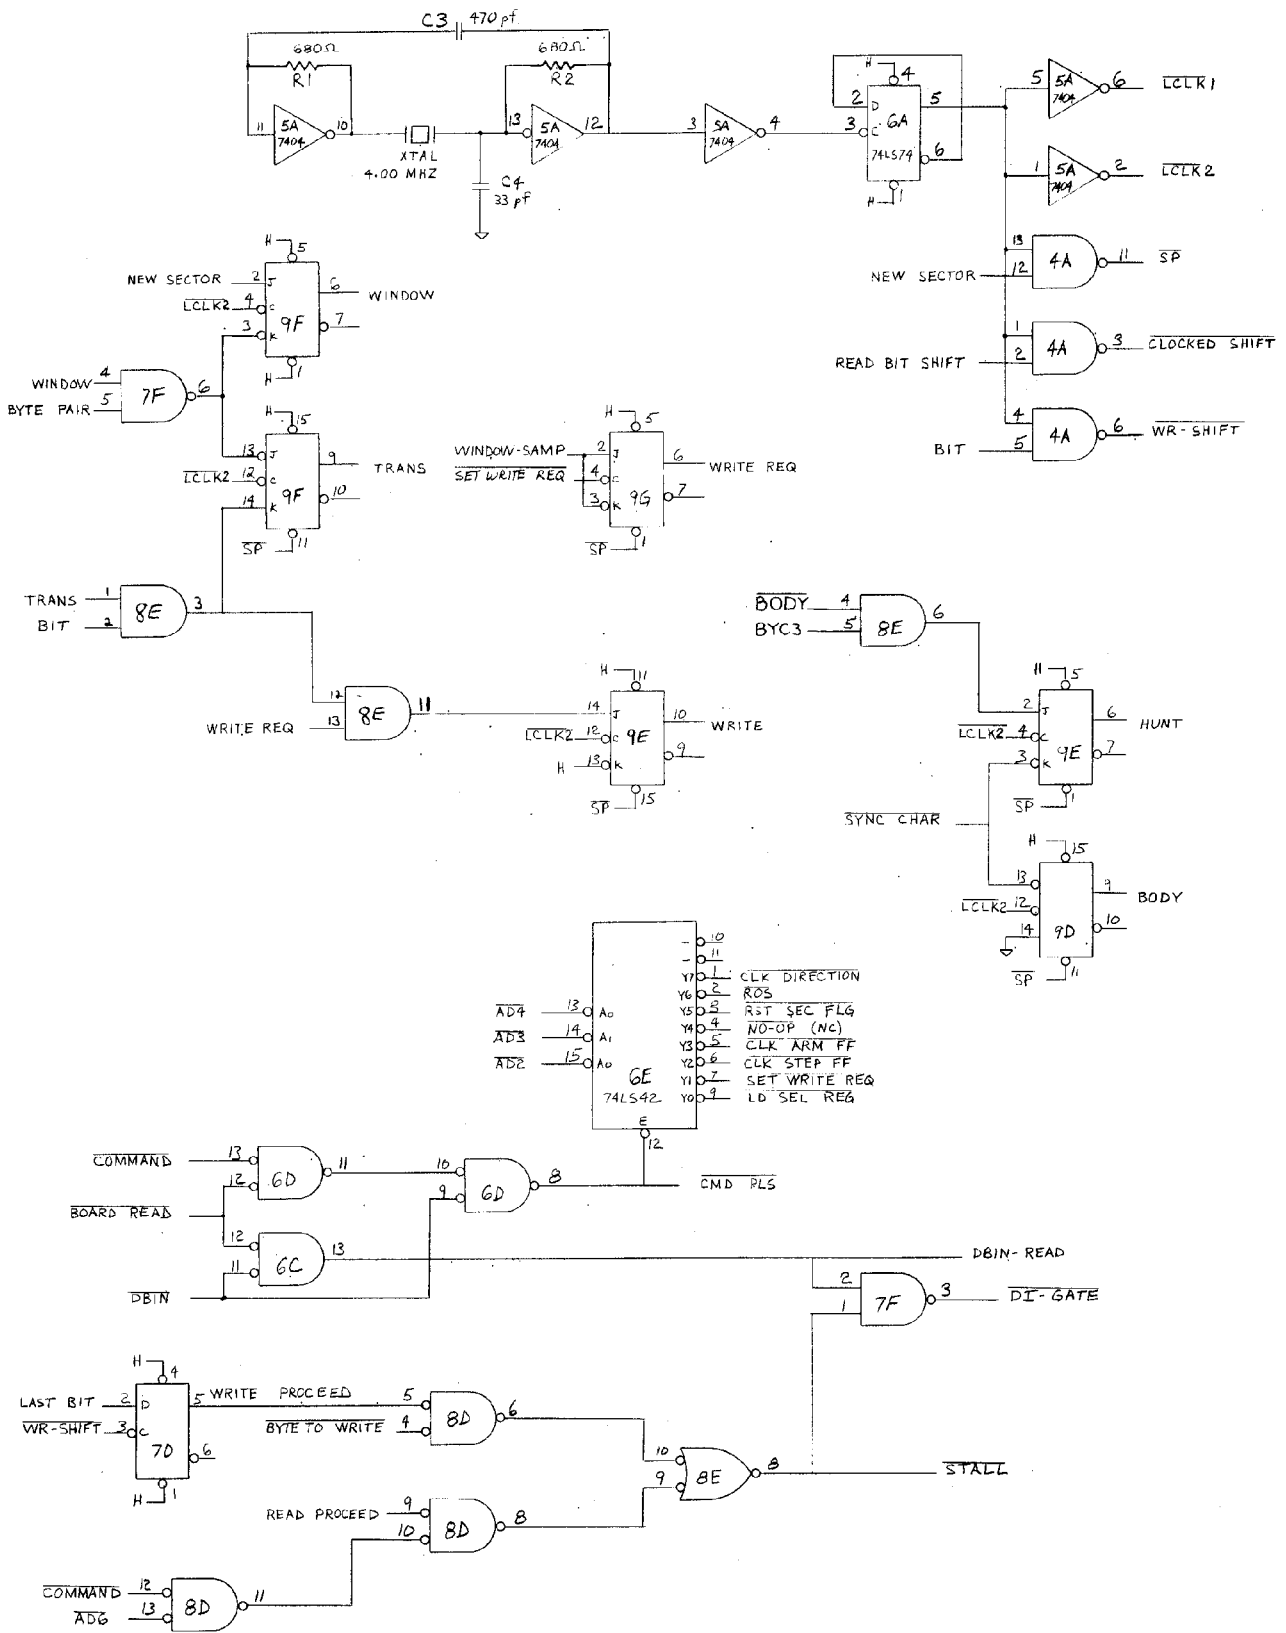 C3 470 pf
680Ω
R1
680Ω
R2
11 5A 7404 10
XTAL
4.00 MHZ
C4
33 pf
13 5A 7404 12
3 5A 7404 4
H 4
2 D 5
3 C 6A
74LS74 6
H 1
5 5A 7404 6 LCLK1
1 5A 7404 2 LCLK2
NEW SECTOR 13 12 4A 11 SP
READ BIT SHIFT 1 2 4A 3 CLOCKED SHIFT
BIT 4 5 4A 6 WR-SHIFT
H 5
NEW SECTOR 2 J 6 WINDOW
LCLK2 4 C 9F 7
3 K
H 1
WINDOW 4
BYTE PAIR 5
7F 6
H 15
13 J 9 TRANS
LCLK2 12 C 9F 10
14 K
SP 11
H 5
WINDOW-SAMP 2 J 6 WRITE REQ
SET WRITE REQ 4 C 9G 7
3 K
SP 1
TRANS 1
BIT 2
8E 3
WRITE REQ 12 13 8E 11
H 11
14 J 10 WRITE
LCLK2 12 C 9E 9
H 13 K
SP 15
BODY 4
BYC3 5
8E 6
H 5
2 J 6 HUNT
LCLK2 4 C 9E 7
3 K
SP 1
SYNC CHAR
H 15
13 9 BODY
LCLK2 12 10
14 9D
SP 11
AD4 13 A0
AD3 14 A1
AD2 15 A0
6E
74LS42
E
12
- 10
- 11
Y7 1 CLK DIRECTION
Y6 2 ROS
Y5 3 RST SEC FLG
Y4 4 NO-OP (NC)
Y3 5 CLK ARM FF
Y2 6 CLK STEP FF
Y1 7 SET WRITE REQ
Y0 9 LD SEL REG
COMMAND 13 12 6D 11
10 9 6D 8 CMD PLS
BOARD READ
12 11 6C 13 DBIN-READ
DBIN
2 1 7F 3 DI-GATE
H 4
LAST BIT 2 D 5 WRITE PROCEED
WR-SHIFT 3 C 7D 6
H 1
BYTE TO WRITE 5 4 8D 6
READ PROCEED 9 10 8D 8
10 9 8E 8 STALL
COMMAND 12
AD6 13
8D 11